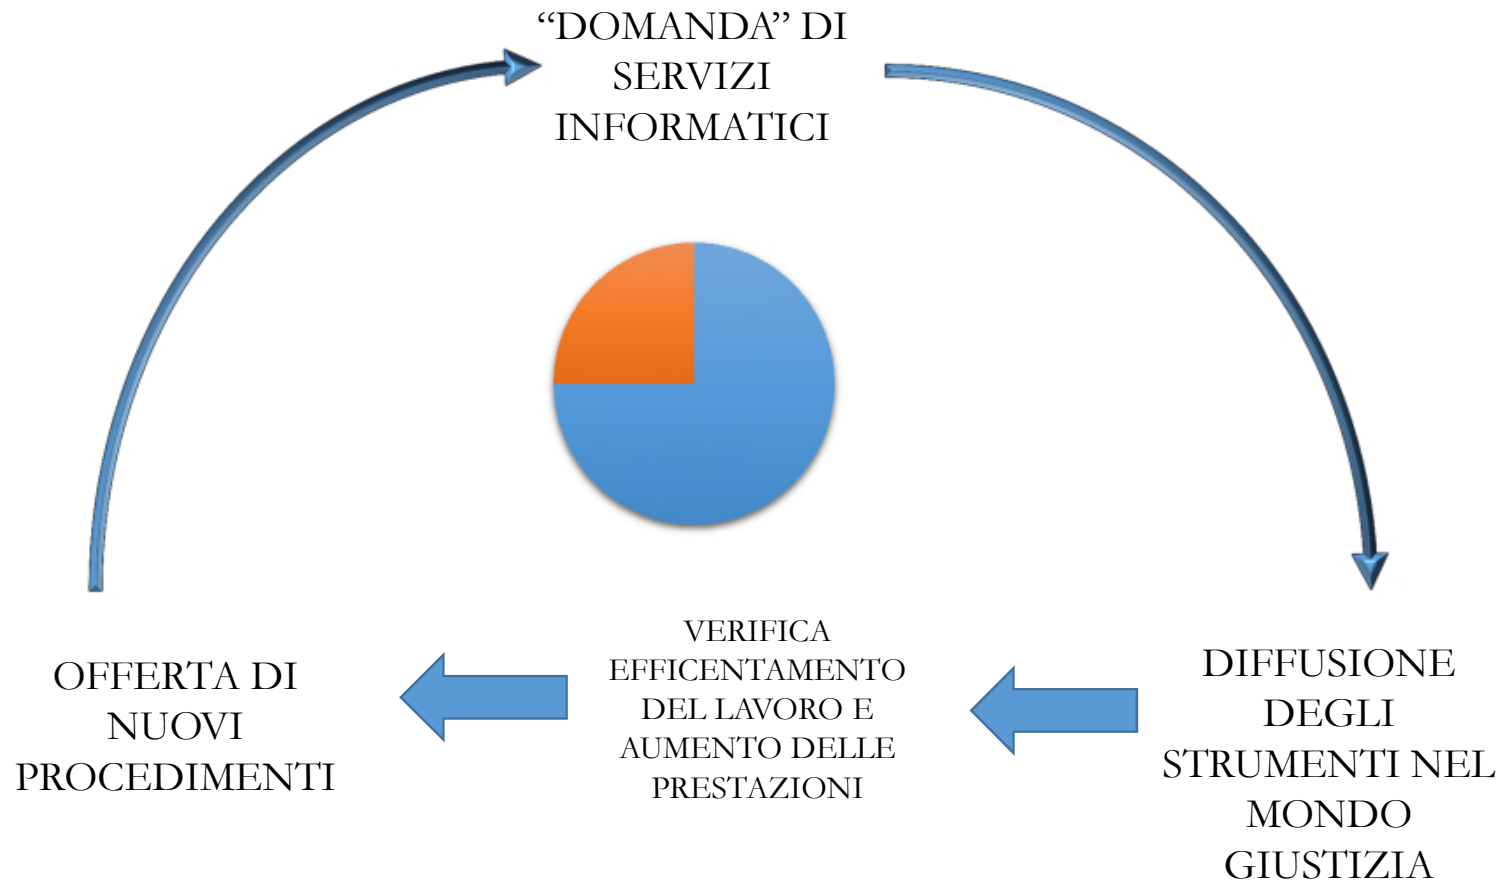 “DOMANDA” DI
SERVIZI
INFORMATICI
DIFFUSIONE
DEGLI
STRUMENTI NEL
MONDO
GIUSTIZIA
VERIFICA
EFFICENTAMENTO
DEL LAVORO E
AUMENTO DELLE
PRESTAZIONI
OFFERTA DI
NUOVI
PROCEDIMENTI